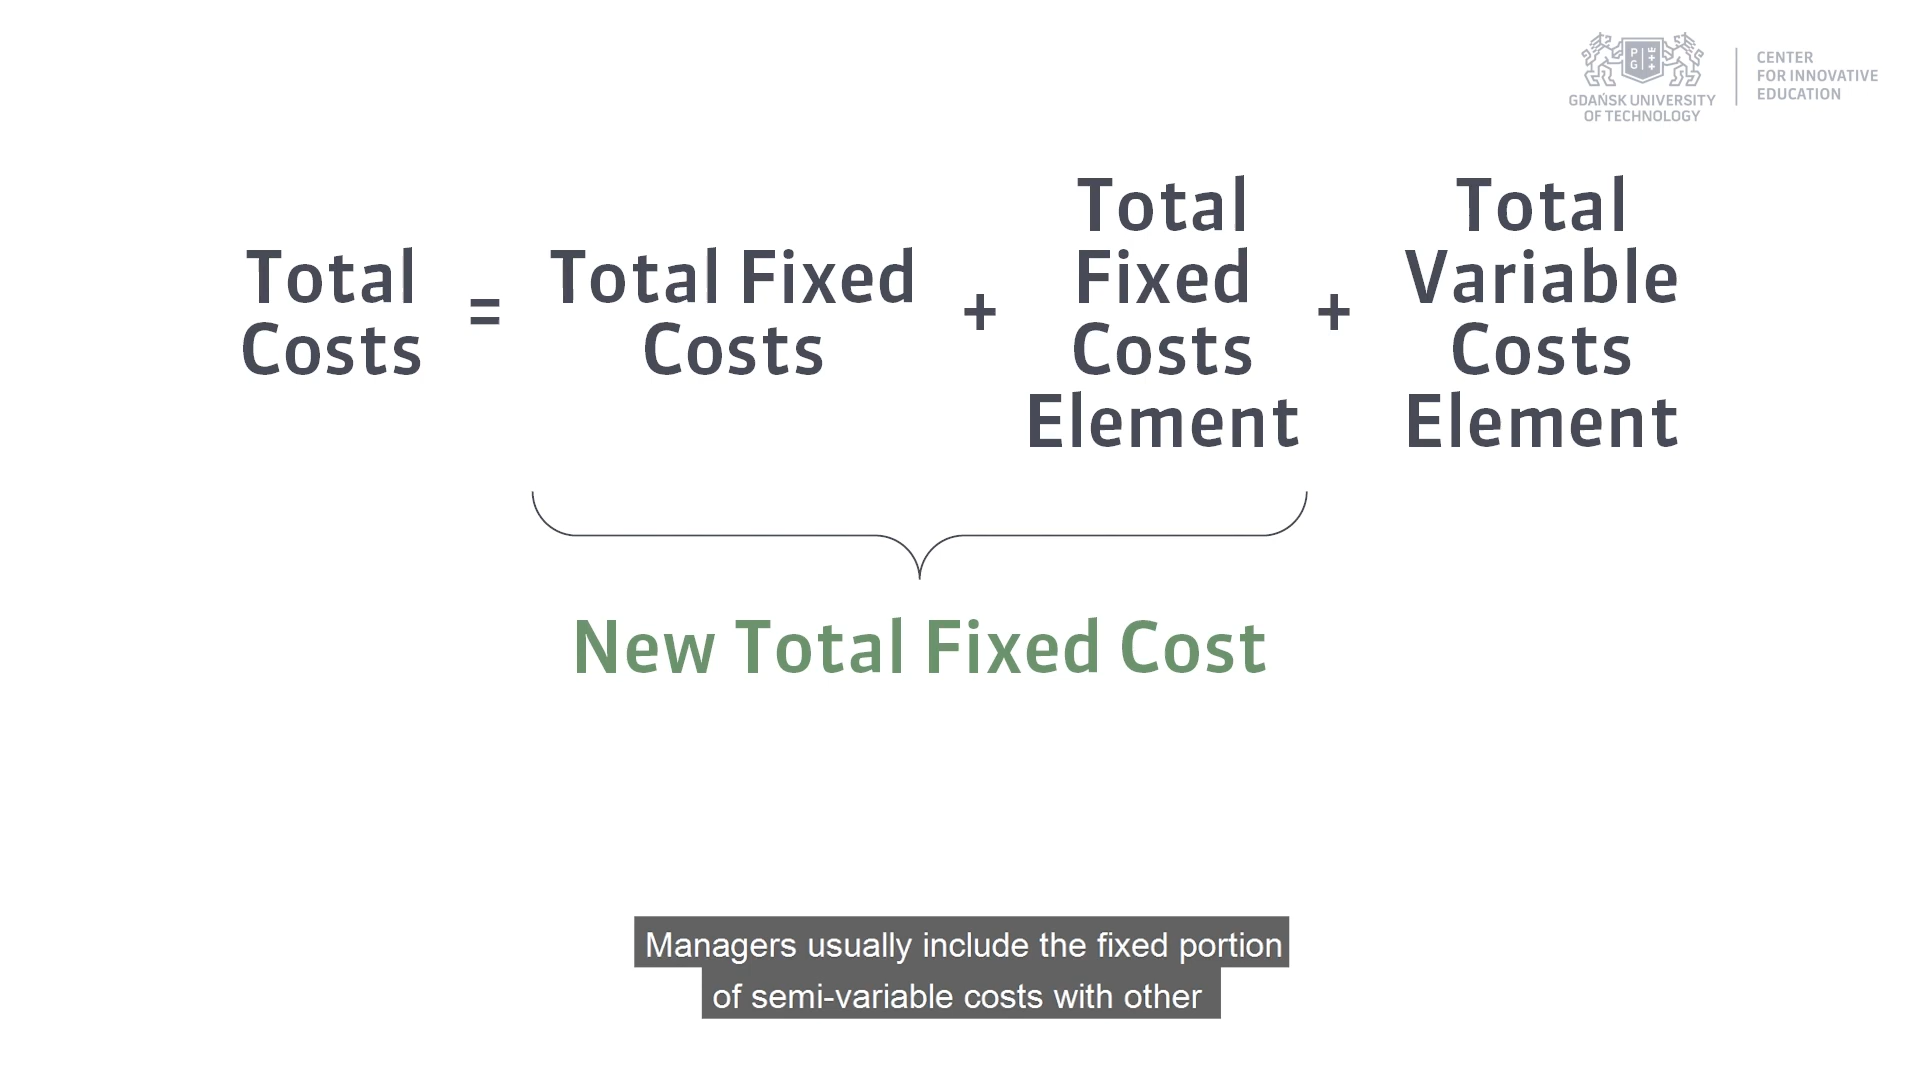 P G
GDAŃSK UNIVERSITY
OF TECHNOLOGY
CENTER
FOR INNOVATIVE
EDUCATION
Total
Costs
=
Total Fixed
Costs
+
Total
Fixed
Costs
Element
+
Total
Variable
Costs
Element
New Total Fixed Cost
Managers usually include the fixed portion
of semi-variable costs with other